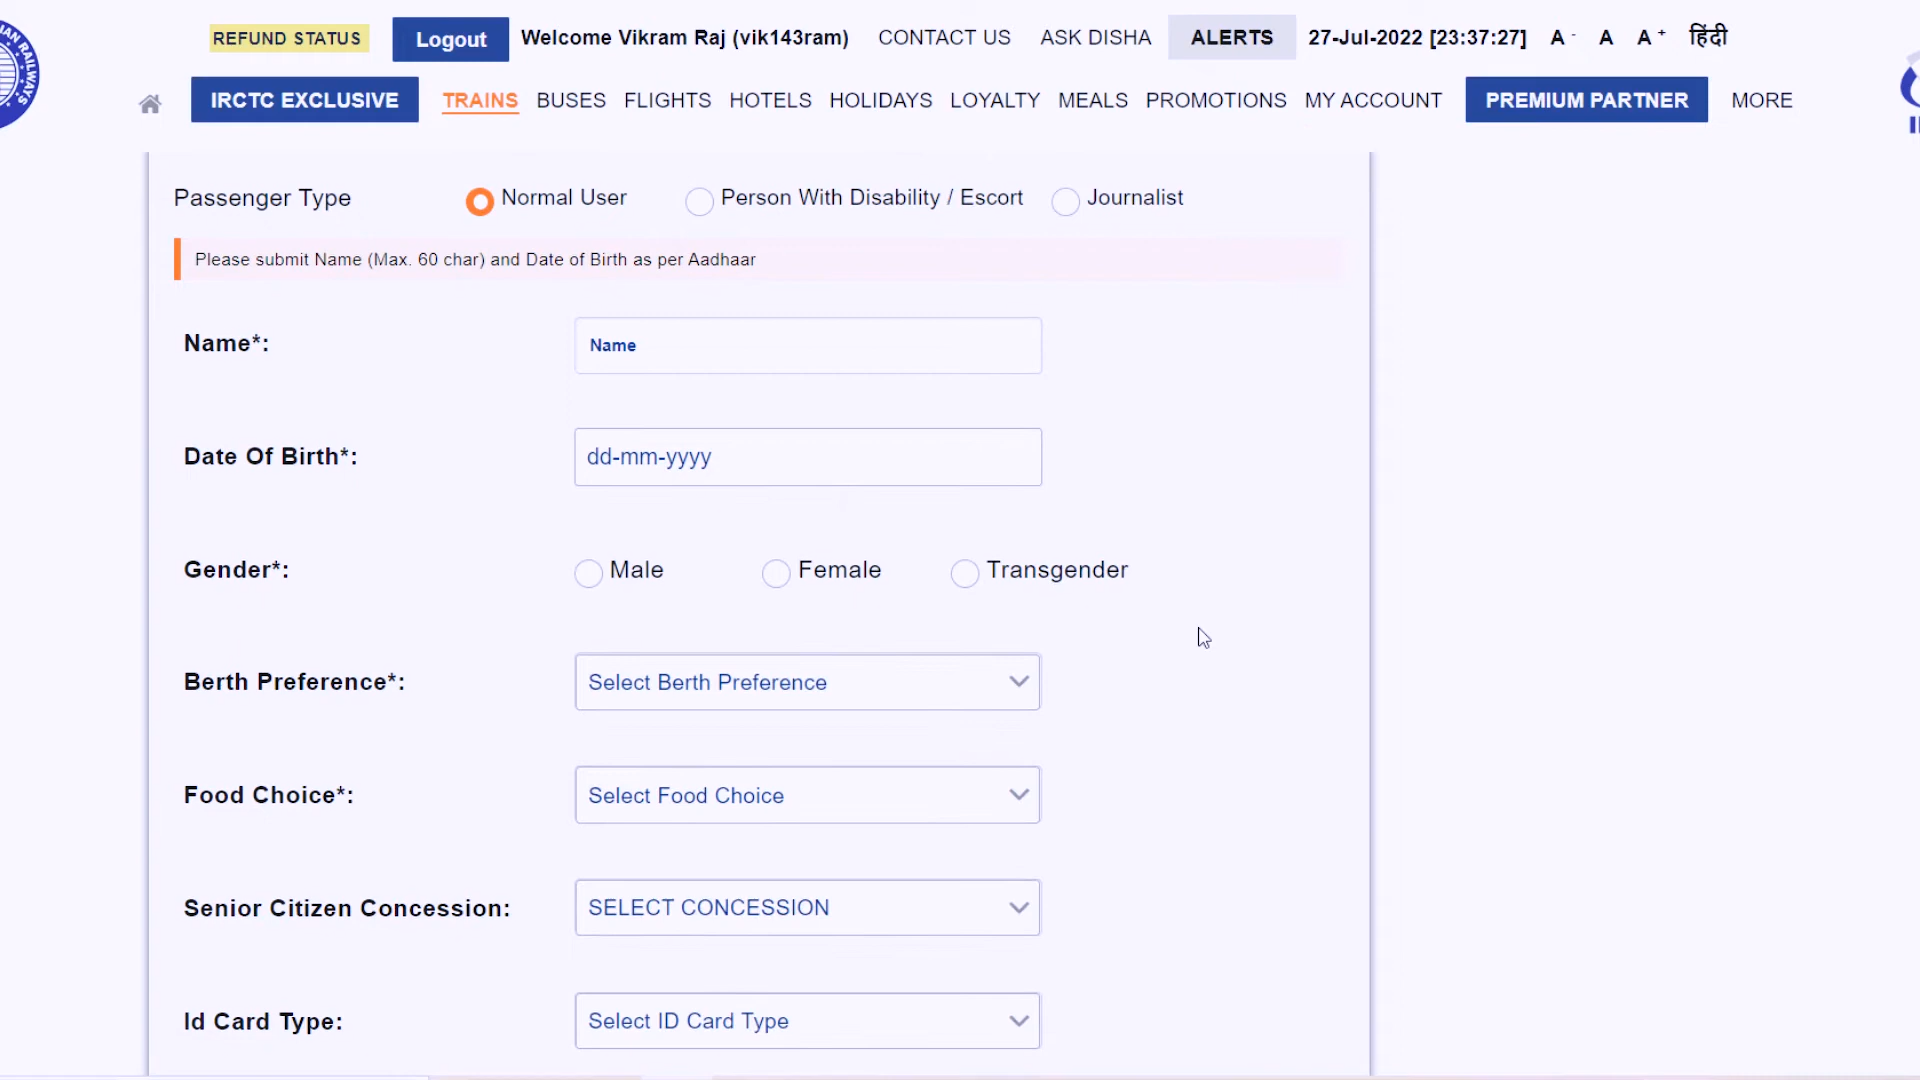 REFUND STATUS Logout Welcome Vikram Raj (vik143ram) CONTACT US ASK DISHA ALERTS 27-Jul-2022 [23:37:27] A - A A + हिंदी
IRCTC EXCLUSIVE TRAINS BUSES FLIGHTS HOTELS HOLIDAYS LOYALTY MEALS PROMOTIONS MY ACCOUNT PREMIUM PARTNER MORE
Passenger Type Normal User Person With Disability / Escort Journalist
Please submit Name (Max. 60 char) and Date of Birth as per Aadhaar
Name*: Name
Date Of Birth*: dd-mm-yyyy
Gender*: Male Female Transgender
Berth Preference*: Select Berth Preference
Food Choice*: Select Food Choice
Senior Citizen Concession: SELECT CONCESSION
Id Card Type: Select ID Card Type